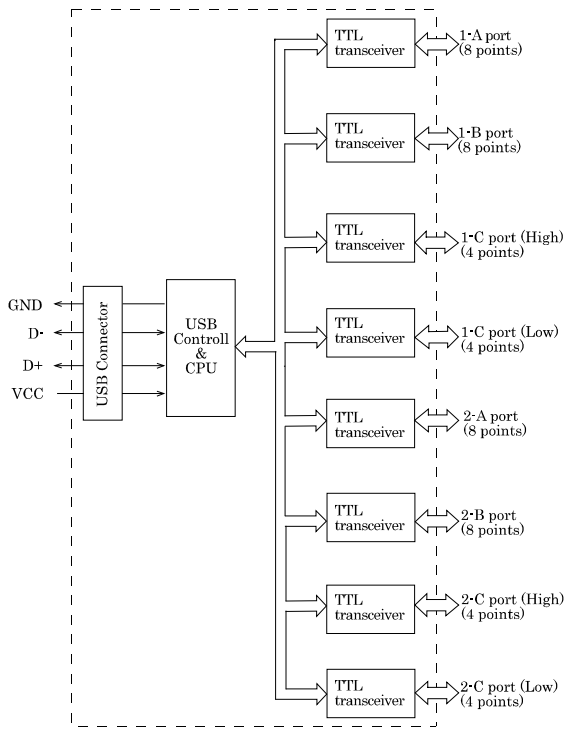 GND
D-
D+
VCC
USB Connector
USB
Controll
&
CPU
TTL
transceiver
1-A port
(8 points)
TTL
transceiver
1-B port
(8 points)
TTL
transceiver
1-C port (High)
(4 points)
TTL
transceiver
1-C port (Low)
(4 points)
TTL
transceiver
2-A port
(8 points)
TTL
transceiver
2-B port
(8 points)
TTL
transceiver
2-C port (High)
(4 points)
TTL
transceiver
2-C port (Low)
(4 points)